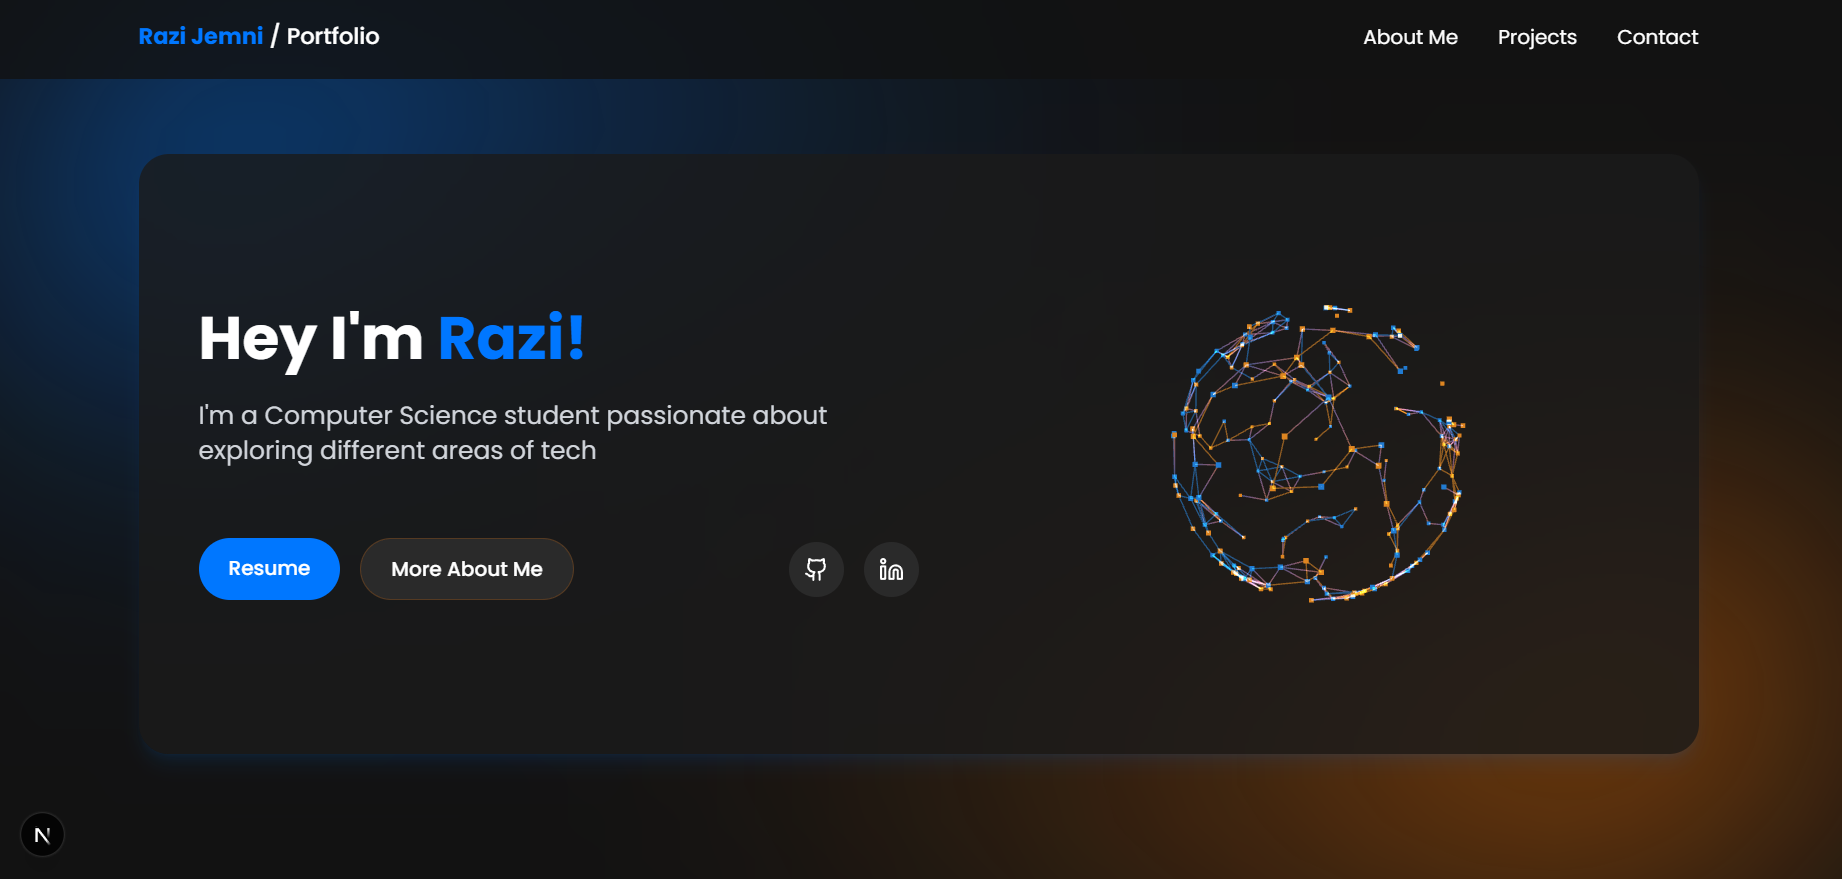 Razi Jemni / Portfolio
About Me
Projects
Contact
Hey I'm Razi!
I'm a Computer Science student passionate about
exploring different areas of tech
Resume
More About Me
in
N